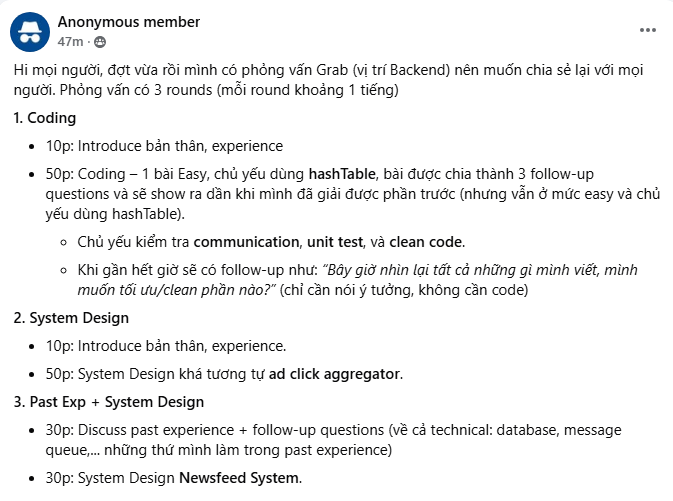 Anonymous member
47m ·
Hi mọi người, đợt vừa rồi mình có phỏng vấn Grab (vị trí Backend) nên muốn chia sẻ lại với mọi
người. Phỏng vấn có 3 rounds (mỗi round khoảng 1 tiếng)
1. Coding
• 10p: Introduce bản thân, experience
• 50p: Coding – 1 bài Easy, chủ yếu dùng hashTable, bài được chia thành 3 follow-up
questions và sẽ show ra dần khi mình đã giải được phần trước (nhưng vẫn ở mức easy và chủ
yếu dùng hashTable).
◦ Chủ yếu kiểm tra communication, unit test, và clean code.
◦ Khi gần hết giờ sẽ có follow-up như: “Bây giờ nhìn lại tất cả những gì mình viết, mình
muốn tối ưu/clean phần nào?” (chỉ cần nói ý tưởng, không cần code)
2. System Design
• 10p: Introduce bản thân, experience.
• 50p: System Design khá tương tự ad click aggregator.
3. Past Exp + System Design
• 30p: Discuss past experience + follow-up questions (về cả technical: database, message
queue,... những thứ mình làm trong past experience)
• 30p: System Design Newsfeed System.